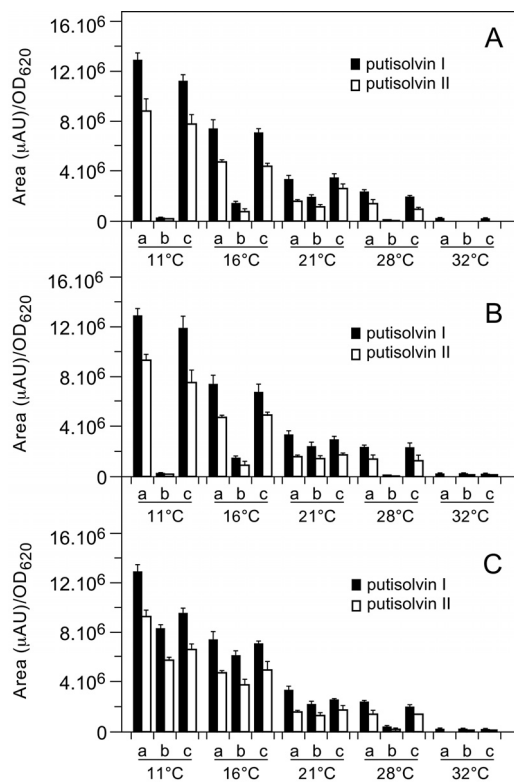 A
16.10⁶
12.10⁶
8.10⁶
4.10⁶
0
Area (µAU)/OD₆₂₀
putisolvin I
putisolvin II
a b c a b c a b c a b c a b c
11°C 16°C 21°C 28°C 32°C
B
16.10⁶
12.10⁶
8.10⁶
4.10⁶
0
Area (µAU)/OD₆₂₀
putisolvin I
putisolvin II
a b c a b c a b c a b c a b c
11°C 16°C 21°C 28°C 32°C
C
16.10⁶
12.10⁶
8.10⁶
4.10⁶
0
Area (µAU)/OD₆₂₀
putisolvin I
putisolvin II
a b c a b c a b c a b c a b c
11°C 16°C 21°C 28°C 32°C